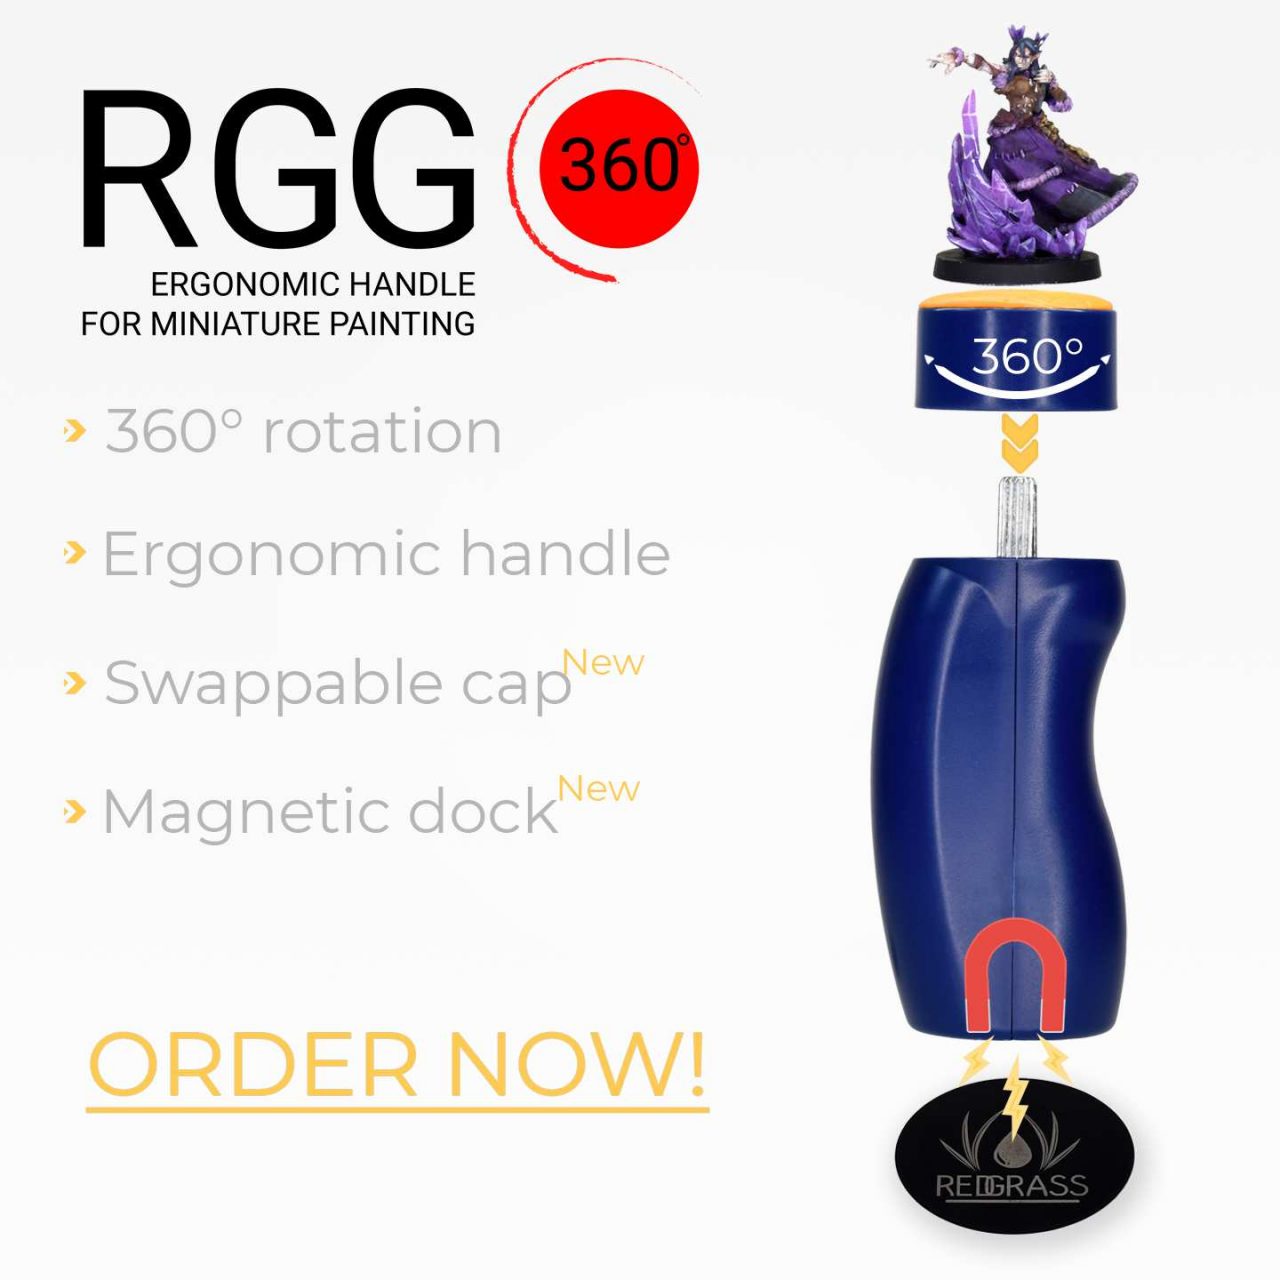 RGG
360°
ERGONOMIC HANDLE
FOR MINIATURE PAINTING
360° rotation
Ergonomic handle
Swappable cap New
Magnetic dock New
ORDER NOW!
360°
REDGRASS